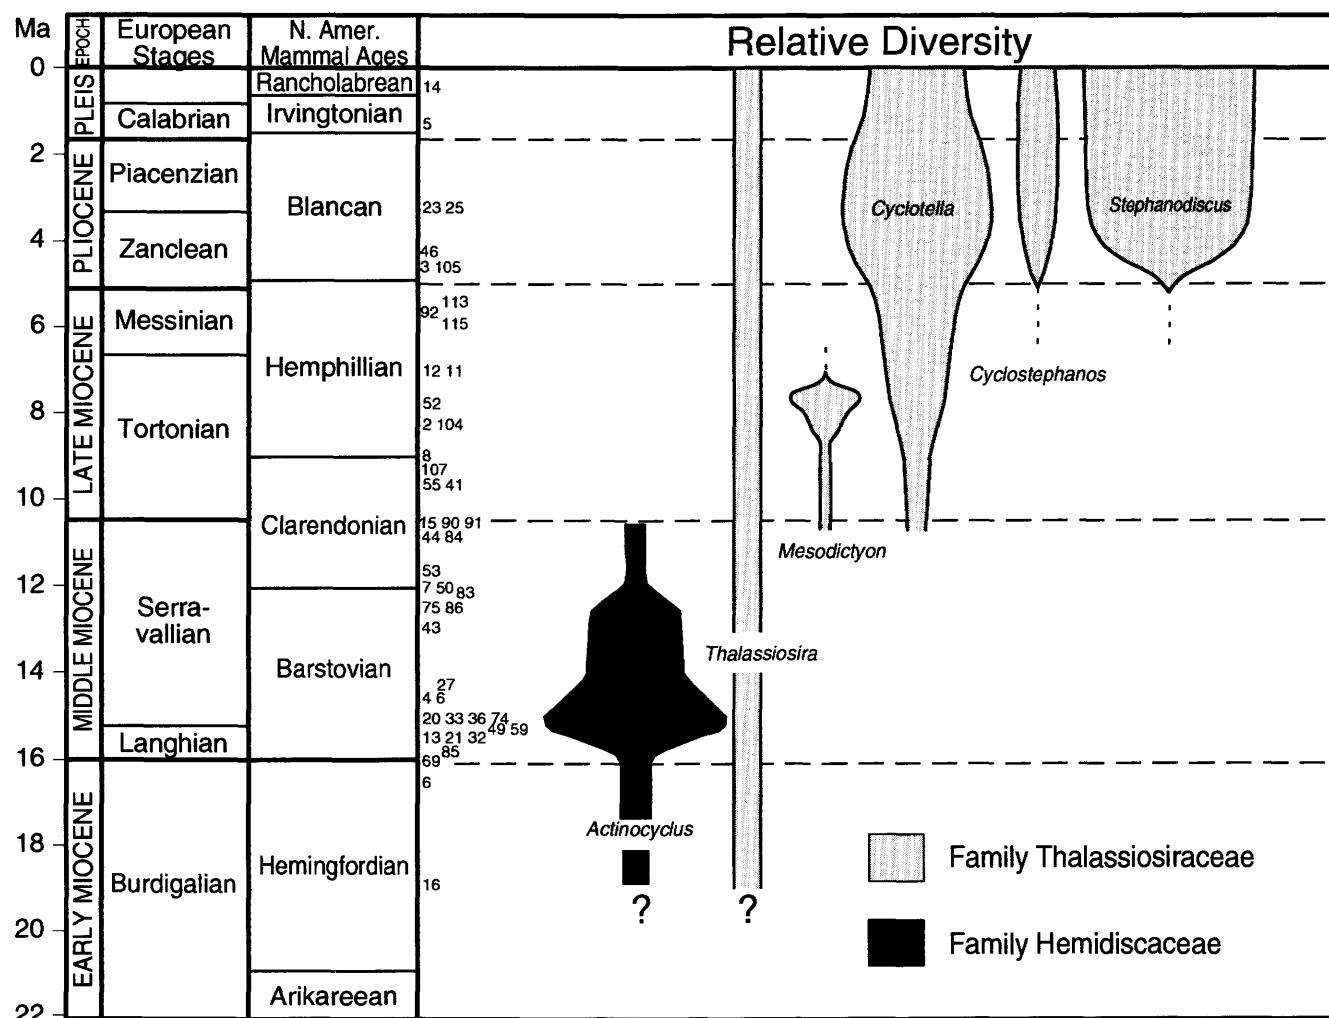 Ma
EPOCH
European
Stages
N. Amer.
Mammal Ages
Relative Diversity
0
2
4
6
8
10
12
14
16
18
20
22
PLEIS
PLIOCENE
LATE MIOCENE
MIDDLE MIOCENE
EARLY MIOCENE
Calabrian
Piacenzian
Zanclean
Messinian
Tortonian
Serra-
vallian
Langhian
Burdigalian
Rancholabrean
Irvingtonian
Blancan
Hemphillian
Clarendonian
Barstovian
Hemingfordian
Arikareean
14
5
23 25
46
3 105
113
92
115
12 11
52
2 104
8
107
55 41
15 90 91
44 84
53
7 50 83
75 86
43
27
4 6
20 33 36 74
49 59
13 21 32
85
69
6
16
Cyclotella
Stephanodiscus
Cyclostephanos
Mesodictyon
Thalassiosira
Actinocyclus
?
?
Family Thalassiosiraceae
Family Hemidiscaceae